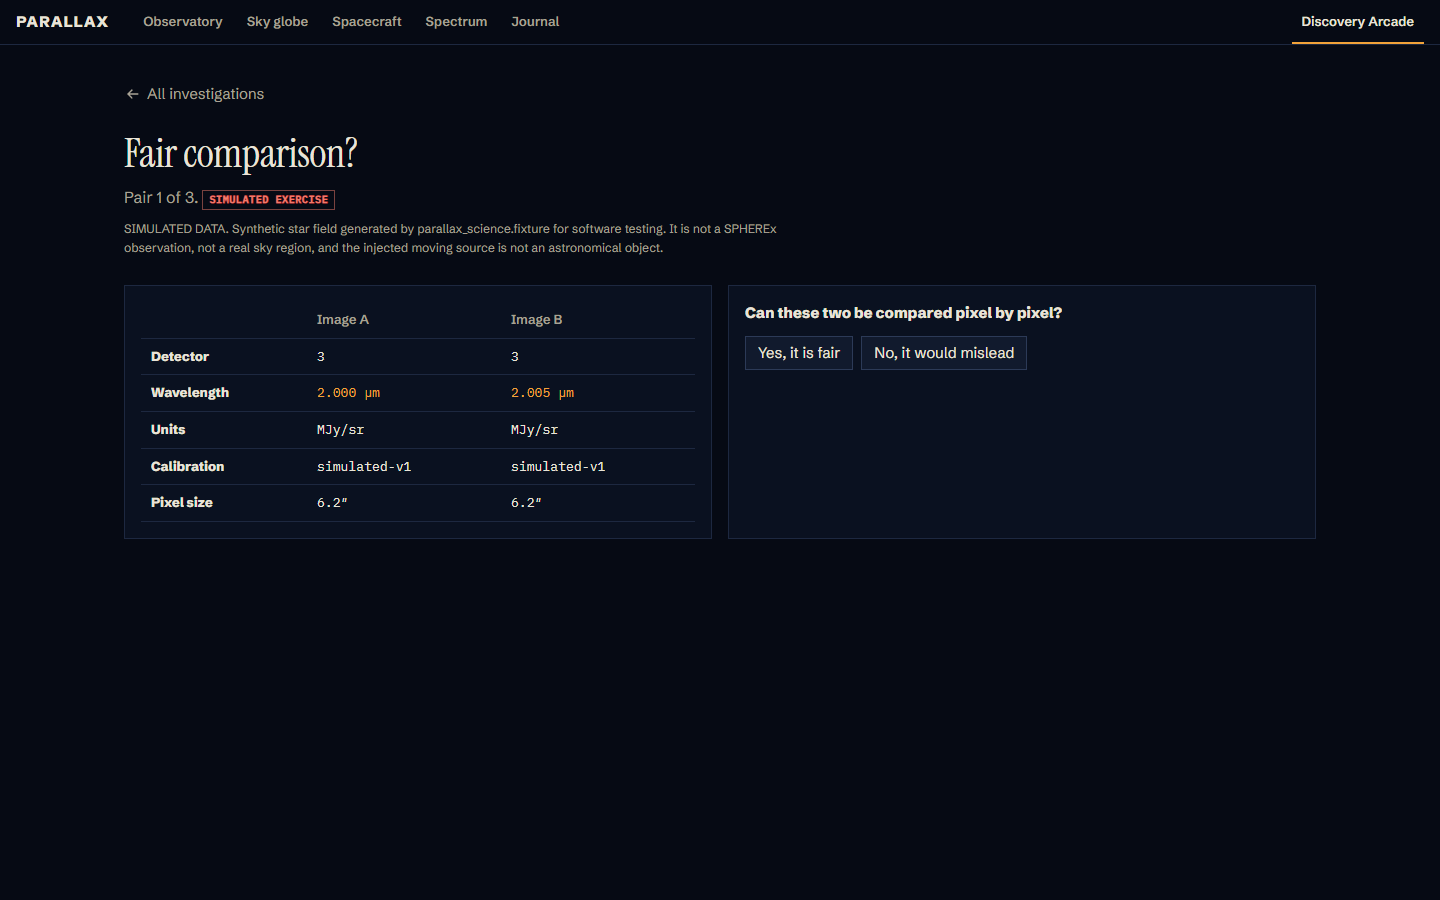 PARALLAX Observatory Sky globe Spacecraft Spectrum Journal Discovery Arcade
← All investigations
Fair comparison?
Pair 1 of 3. SIMULATED EXERCISE
SIMULATED DATA. Synthetic star field generated by parallax_science.fixture for software testing. It is not a SPHEREx
observation, not a real sky region, and the injected moving source is not an astronomical object.
Image A Image B
Detector 3 3
Wavelength 2.000 µm 2.005 µm
Units MJy/sr MJy/sr
Calibration simulated-v1 simulated-v1
Pixel size 6.2″ 6.2″
Can these two be compared pixel by pixel?
Yes, it is fair No, it would mislead